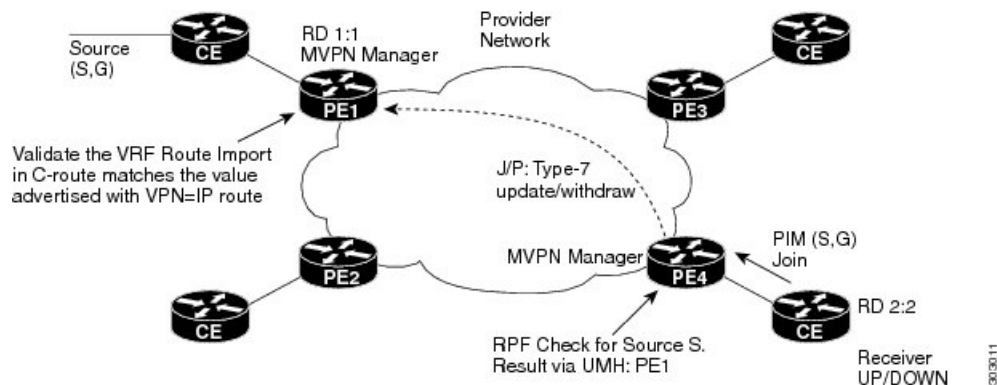 Source
(S,G)
CE
RD 1:1
MVPN Manager
PE1
Provider
Network
CE
PE3
Validate the VRF Route Import
in C-route matches the value
advertised with VPN=IP route
J/P: Type-7
update/withdraw
PE2
CE
MVPN Manager
PE4
PIM (S,G)
Join
CE
RD 2:2
RPF Check for Source S.
Result via UMH: PE1
Receiver
UP/DOWN
303011